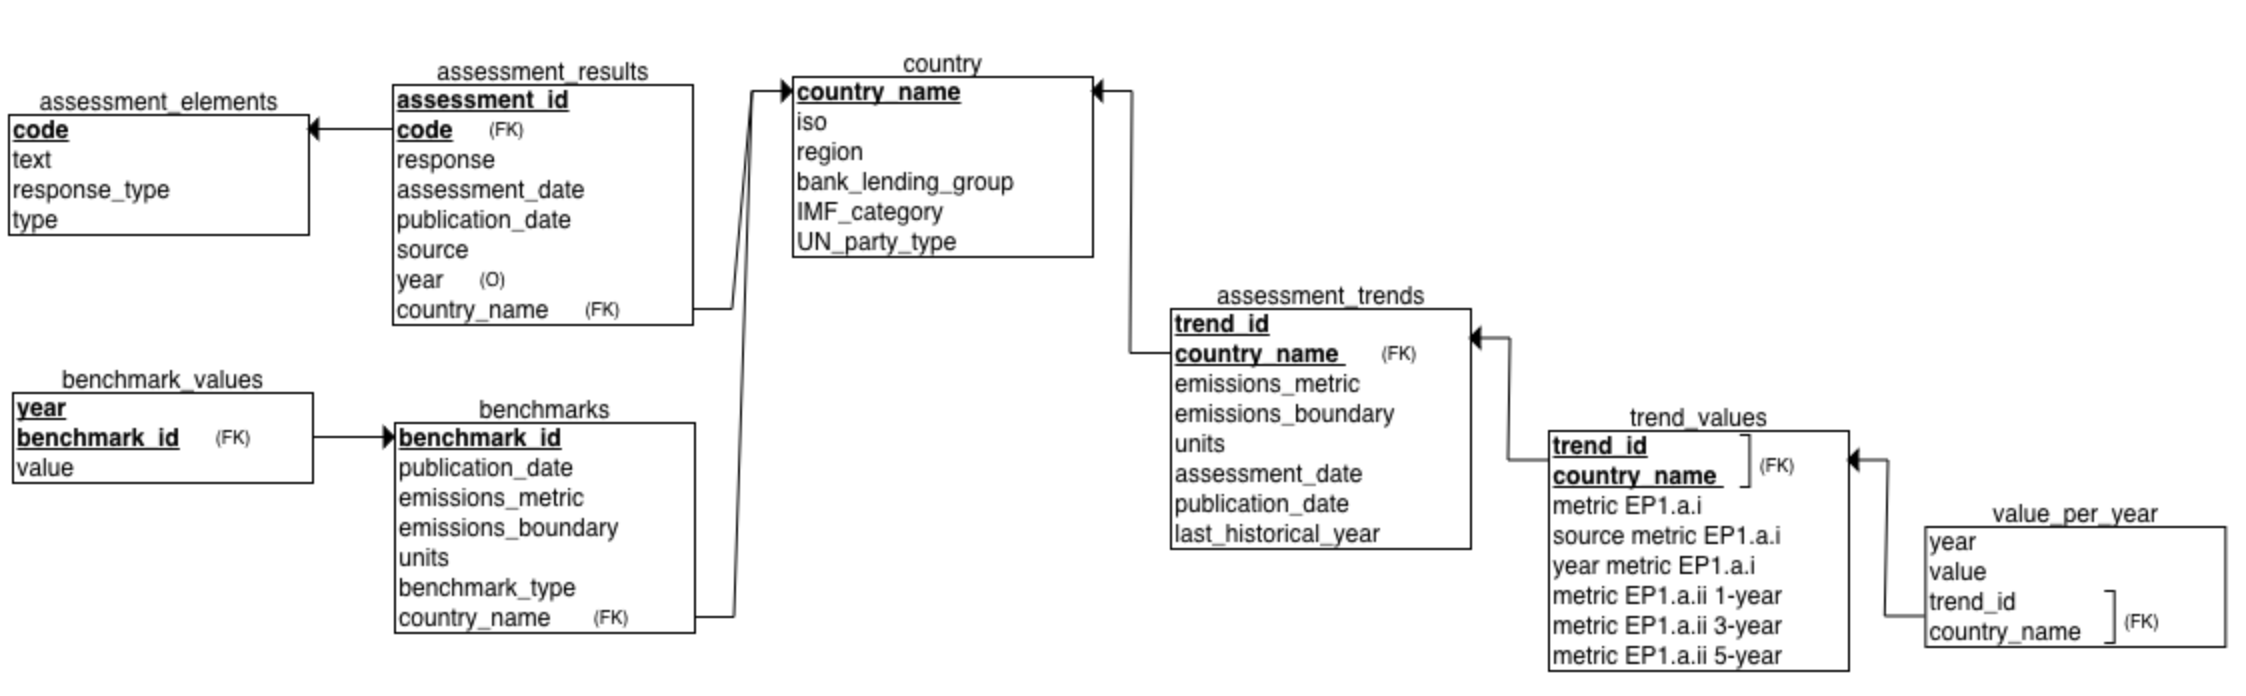 assessment_elements
code
text
response_type
type
assessment_results
assessment_id
code (FK)
response
assessment_date
publication_date
source
year (O)
country_name (FK)
benchmark_values
year
benchmark_id (FK)
value
benchmarks
benchmark_id
publication_date
emissions_metric
emissions_boundary
units
benchmark_type
country_name (FK)
country
country_name
iso
region
bank_lending_group
IMF_category
UN_party_type
assessment_trends
trend_id
country_name (FK)
emissions_metric
emissions_boundary
units
assessment_date
publication_date
last_historical_year
trend_values
trend_id
country_name (FK)
metric EP1.a.i
source metric EP1.a.i
year metric EP1.a.i
metric EP1.a.ii 1-year
metric EP1.a.ii 3-year
metric EP1.a.ii 5-year
value_per_year
year
value
trend_id
country_name (FK)